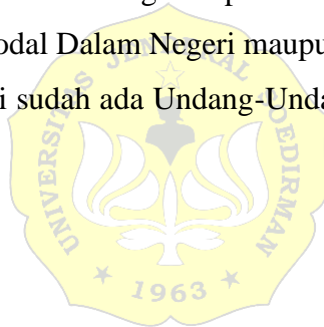 odal Dalam Negeri maupu
i sudah ada Undang-Unda
UNIVERSITAS JENDERAL SOEDIRMAN
1963